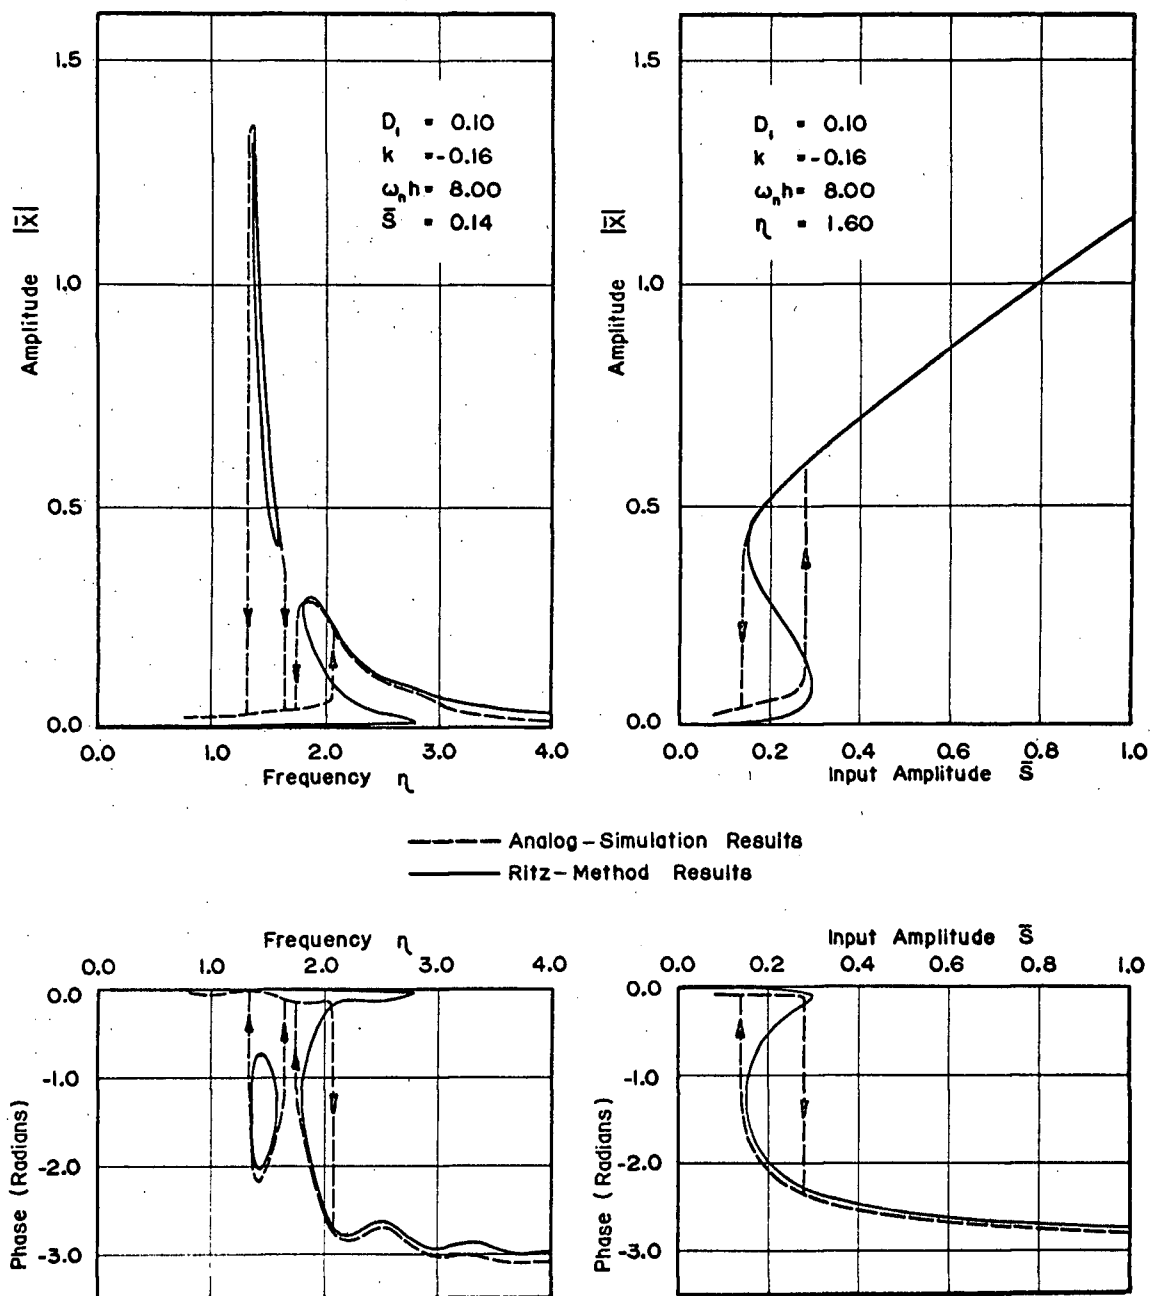 1.5
1.0
0.5
0.0
Amplitude |x̄|
D₁ = 0.10
k = -0.16
ωₙh = 8.00
S̄ = 0.14
0.0 1.0 2.0 3.0 4.0
Frequency η
1.5
1.0
0.5
0.0
Amplitude |x̄|
D₁ = 0.10
k = -0.16
ωₙh = 8.00
η = 1.60
0.0 0.2 0.4 0.6 0.8 1.0
Input Amplitude S̄
Analog-Simulation Results
Ritz-Method Results
Frequency η
0.0 1.0 2.0 3.0 4.0
0.0
-1.0
-2.0
-3.0
Phase (Radians)
Input Amplitude S̄
0.0 0.2 0.4 0.6 0.8 1.0
0.0
-1.0
-2.0
-3.0
Phase (Radians)